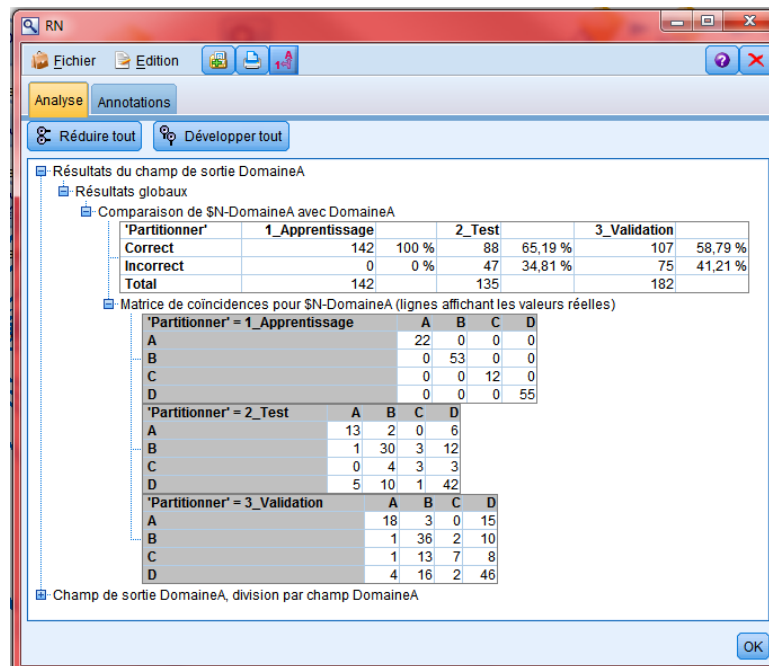 RN
Fichier Edition
Analyse Annotations
Réduire tout Développer tout
Résultats du champ de sortie DomaineA
Résultats globaux
Comparaison de $N-DomaineA avec DomaineA
'Partitionner' 1_Apprentissage 2_Test 3_Validation
Correct 142 100 % 88 65,19 % 107 58,79 %
Incorrect 0 0 % 47 34,81 % 75 41,21 %
Total 142 135 182
Matrice de coïncidences pour $N-DomaineA (lignes affichant les valeurs réelles)
'Partitionner' = 1_Apprentissage A B C D
A 22 0 0 0
B 0 53 0 0
C 0 0 12 0
D 0 0 0 55
'Partitionner' = 2_Test A B C D
A 13 2 0 6
B 1 30 3 12
C 0 4 3 3
D 5 10 1 42
'Partitionner' = 3_Validation A B C D
A 18 3 0 15
B 1 36 2 10
C 1 13 7 8
D 4 16 2 46
Champ de sortie DomaineA, division par champ DomaineA
OK